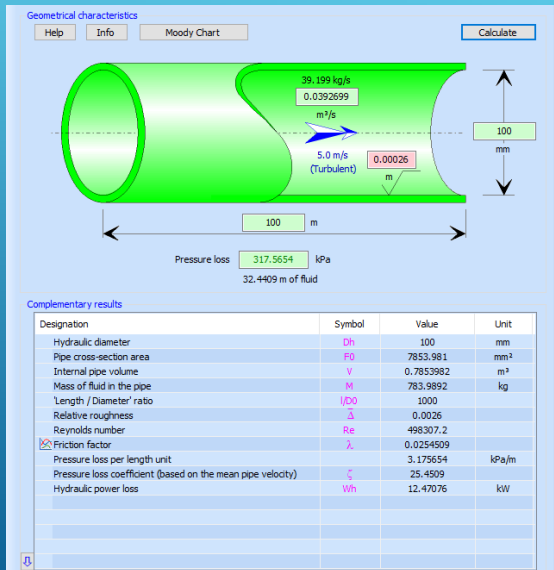 Geometrical characteristics
Help Info Moody Chart Calculate
39.199 kg/s
0.0392699
m³/s
5.0 m/s
(Turbulent)
0.00026
m
100
mm
100 m
Pressure loss 317.5654 kPa
32.4409 m of fluid
Complementary results
Designation Symbol Value Unit
Hydraulic diameter Dh 100 mm
Pipe cross-section area F0 7853.981 mm²
Internal pipe volume V 0.7853982 m³
Mass of fluid in the pipe M 783.9892 kg
'Length / Diameter' ratio l/D0 1000
Relative roughness Δ̅ 0.0026
Reynolds number Re 498307.2
Friction factor λ 0.0254509
Pressure loss per length unit 3.175654 kPa/m
Pressure loss coefficient (based on the mean pipe velocity) ζ 25.4509
Hydraulic power loss Wh 12.47076 kW